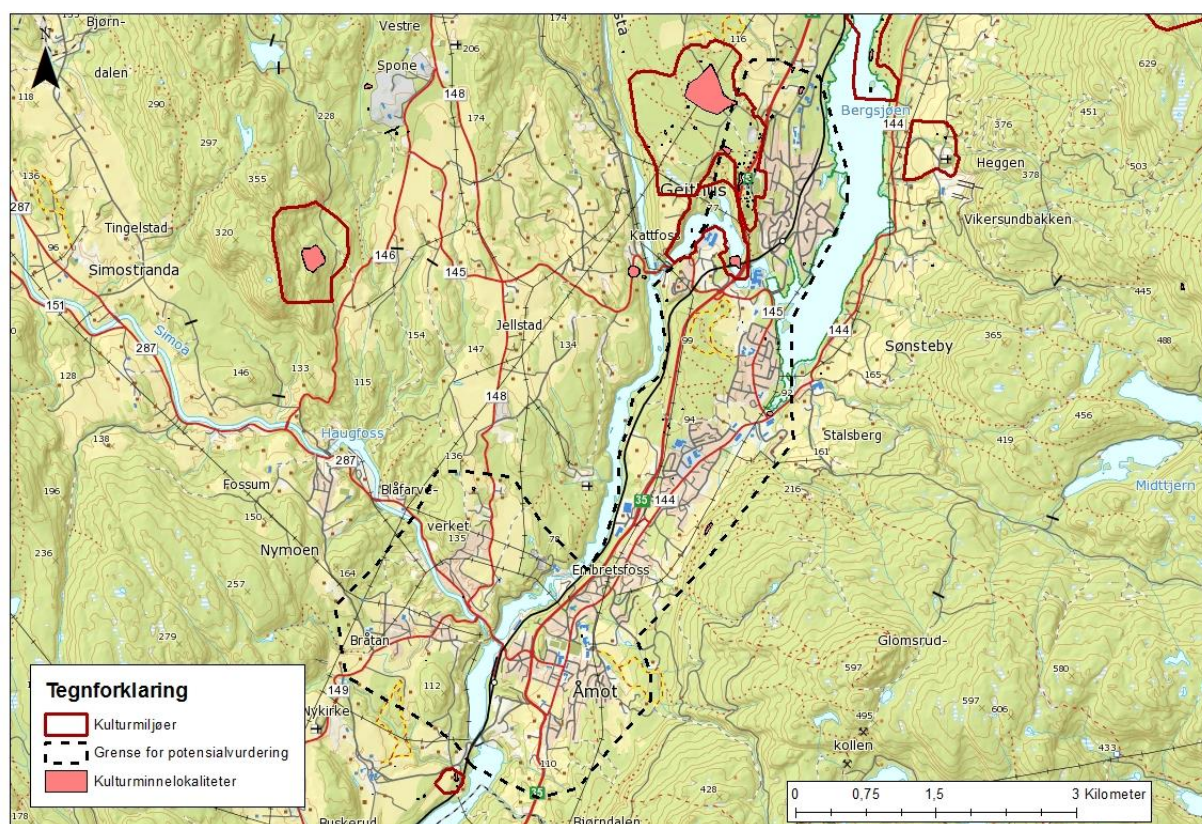 Bjørn-
dalen
Vestre
Spone
206
154
174
116
118
290
297
228
148
355
136
287
96
Tingelstad
320
Simostranda
151
287
Simoa
128
146
133
115
146
145
154
147
Jellstad
134
148
Kattfoss
Geithus
Bergsjøen
144
Heggen
376
451
629
503
378
Vikersundbakken
445
365
488
144
Sønsteby
165
145
99
92
94
456
419
Stalsberg
161
Midttjern
216
138
Haugfoss
287
Fossum
196
150
Nymoen
236
257
164
279
Blåfarve-
verket
136
135
78
35
144
Embretsfoss
Bråtan
112
149
Nykirke
Åmot
110
35
428
Glomsrud-
kollen
597
580
597
606
495
433
178
Buskerud
Bjørndalen
Tegnforklaring
Kulturmiljøer
Grense for potensialvurdering
Kulturminnelokaliteter
0 0,75 1,5 3 Kilometer